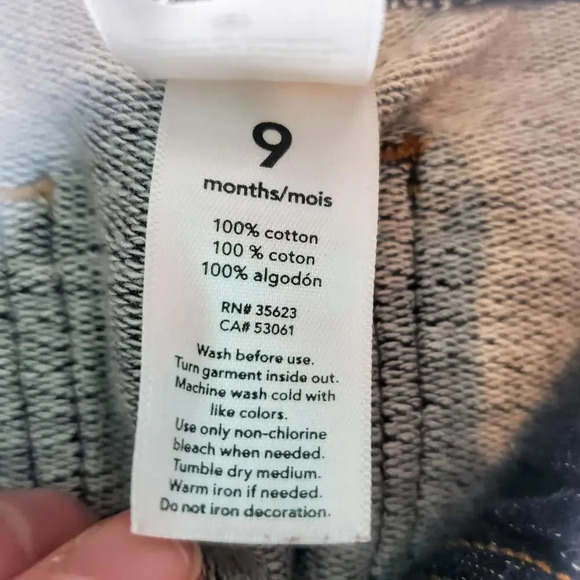 9
months/mois
100% cotton
100 % coton
100% algodón
RN# 35623
CA# 53061
Wash before use.
Turn garment inside out.
Machine wash cold with
like colors.
Use only non-chlorine
bleach when needed.
Tumble dry medium.
Warm iron if needed.
Do not iron decoration.